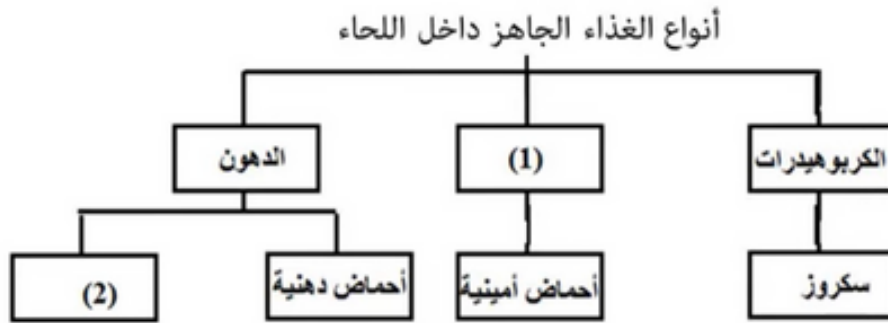 أنواع الغذاء الجاهز داخل اللحاء
الكربوهيدرات
(1)
الدهون
سكروز
أحماض أمينية
أحماض دهنية
(2)